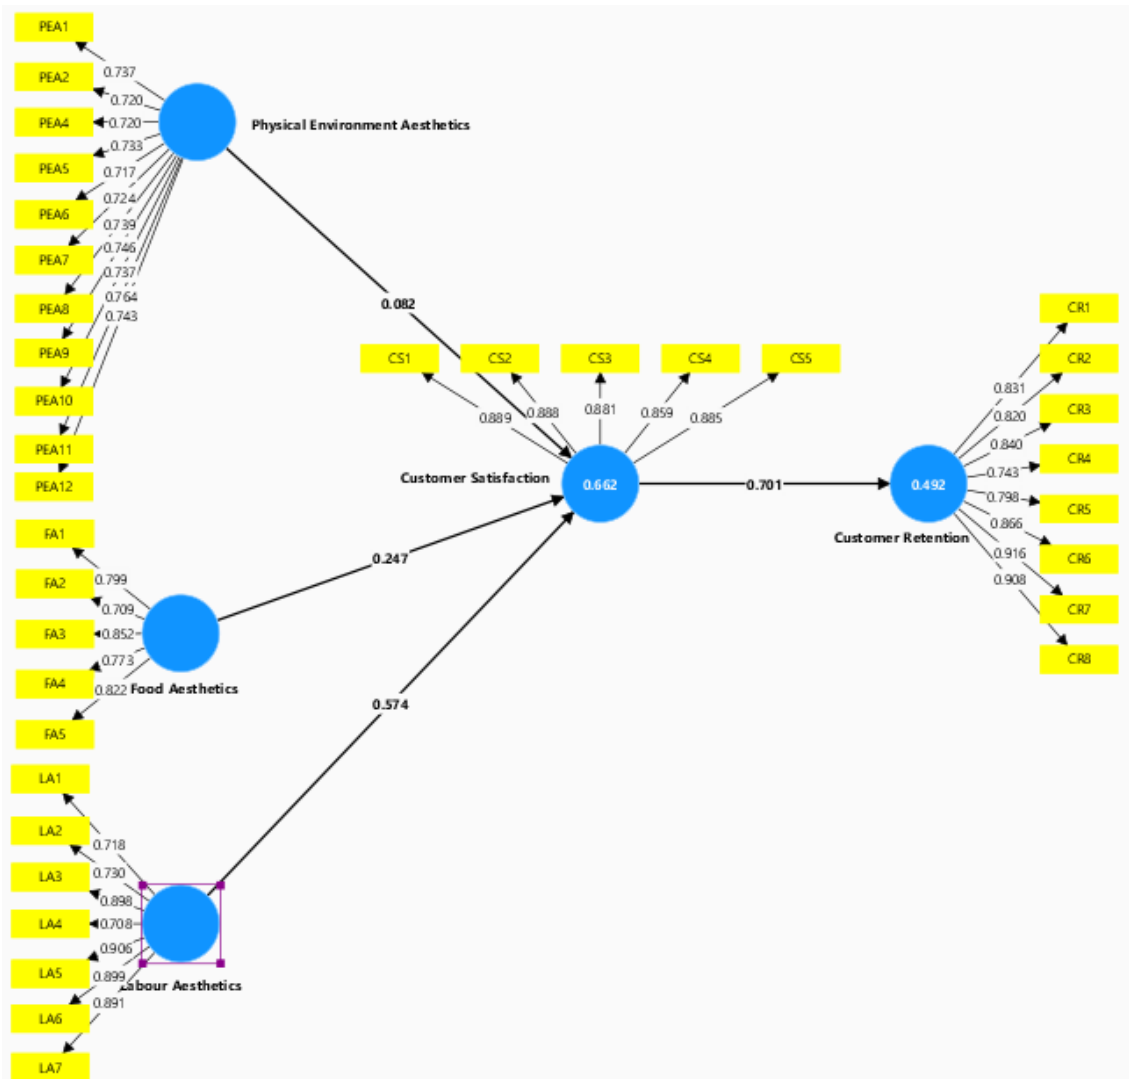 PEA1
0.737
PEA2
0.720
PEA4
0.720
0.733
PEA5
0.717
0.724
PEA6
0.739
0.746
PEA7
0.737
0.764
PEA8
0.743
PEA9
PEA10
PEA11
PEA12
Physical Environment Aesthetics
0.082
CS1
CS2
CS3
CS4
CS5
0.889
0.888
0.881
0.859
0.885
Customer Satisfaction
0.662
0.701
0.492
Customer Retention
CR1
CR2
CR3
CR4
CR5
CR6
CR7
CR8
0.831
0.820
0.840
0.743
0.798
0.866
0.916
0.908
FA1
0.799
FA2
0.709
FA3
0.852
0.773
FA4
0.822
Food Aesthetics
FA5
0.247
0.574
LA1
0.718
LA2
0.730
LA3
0.898
LA4
0.708
0.906
LA5
0.899
Labour Aesthetics
0.891
LA6
LA7